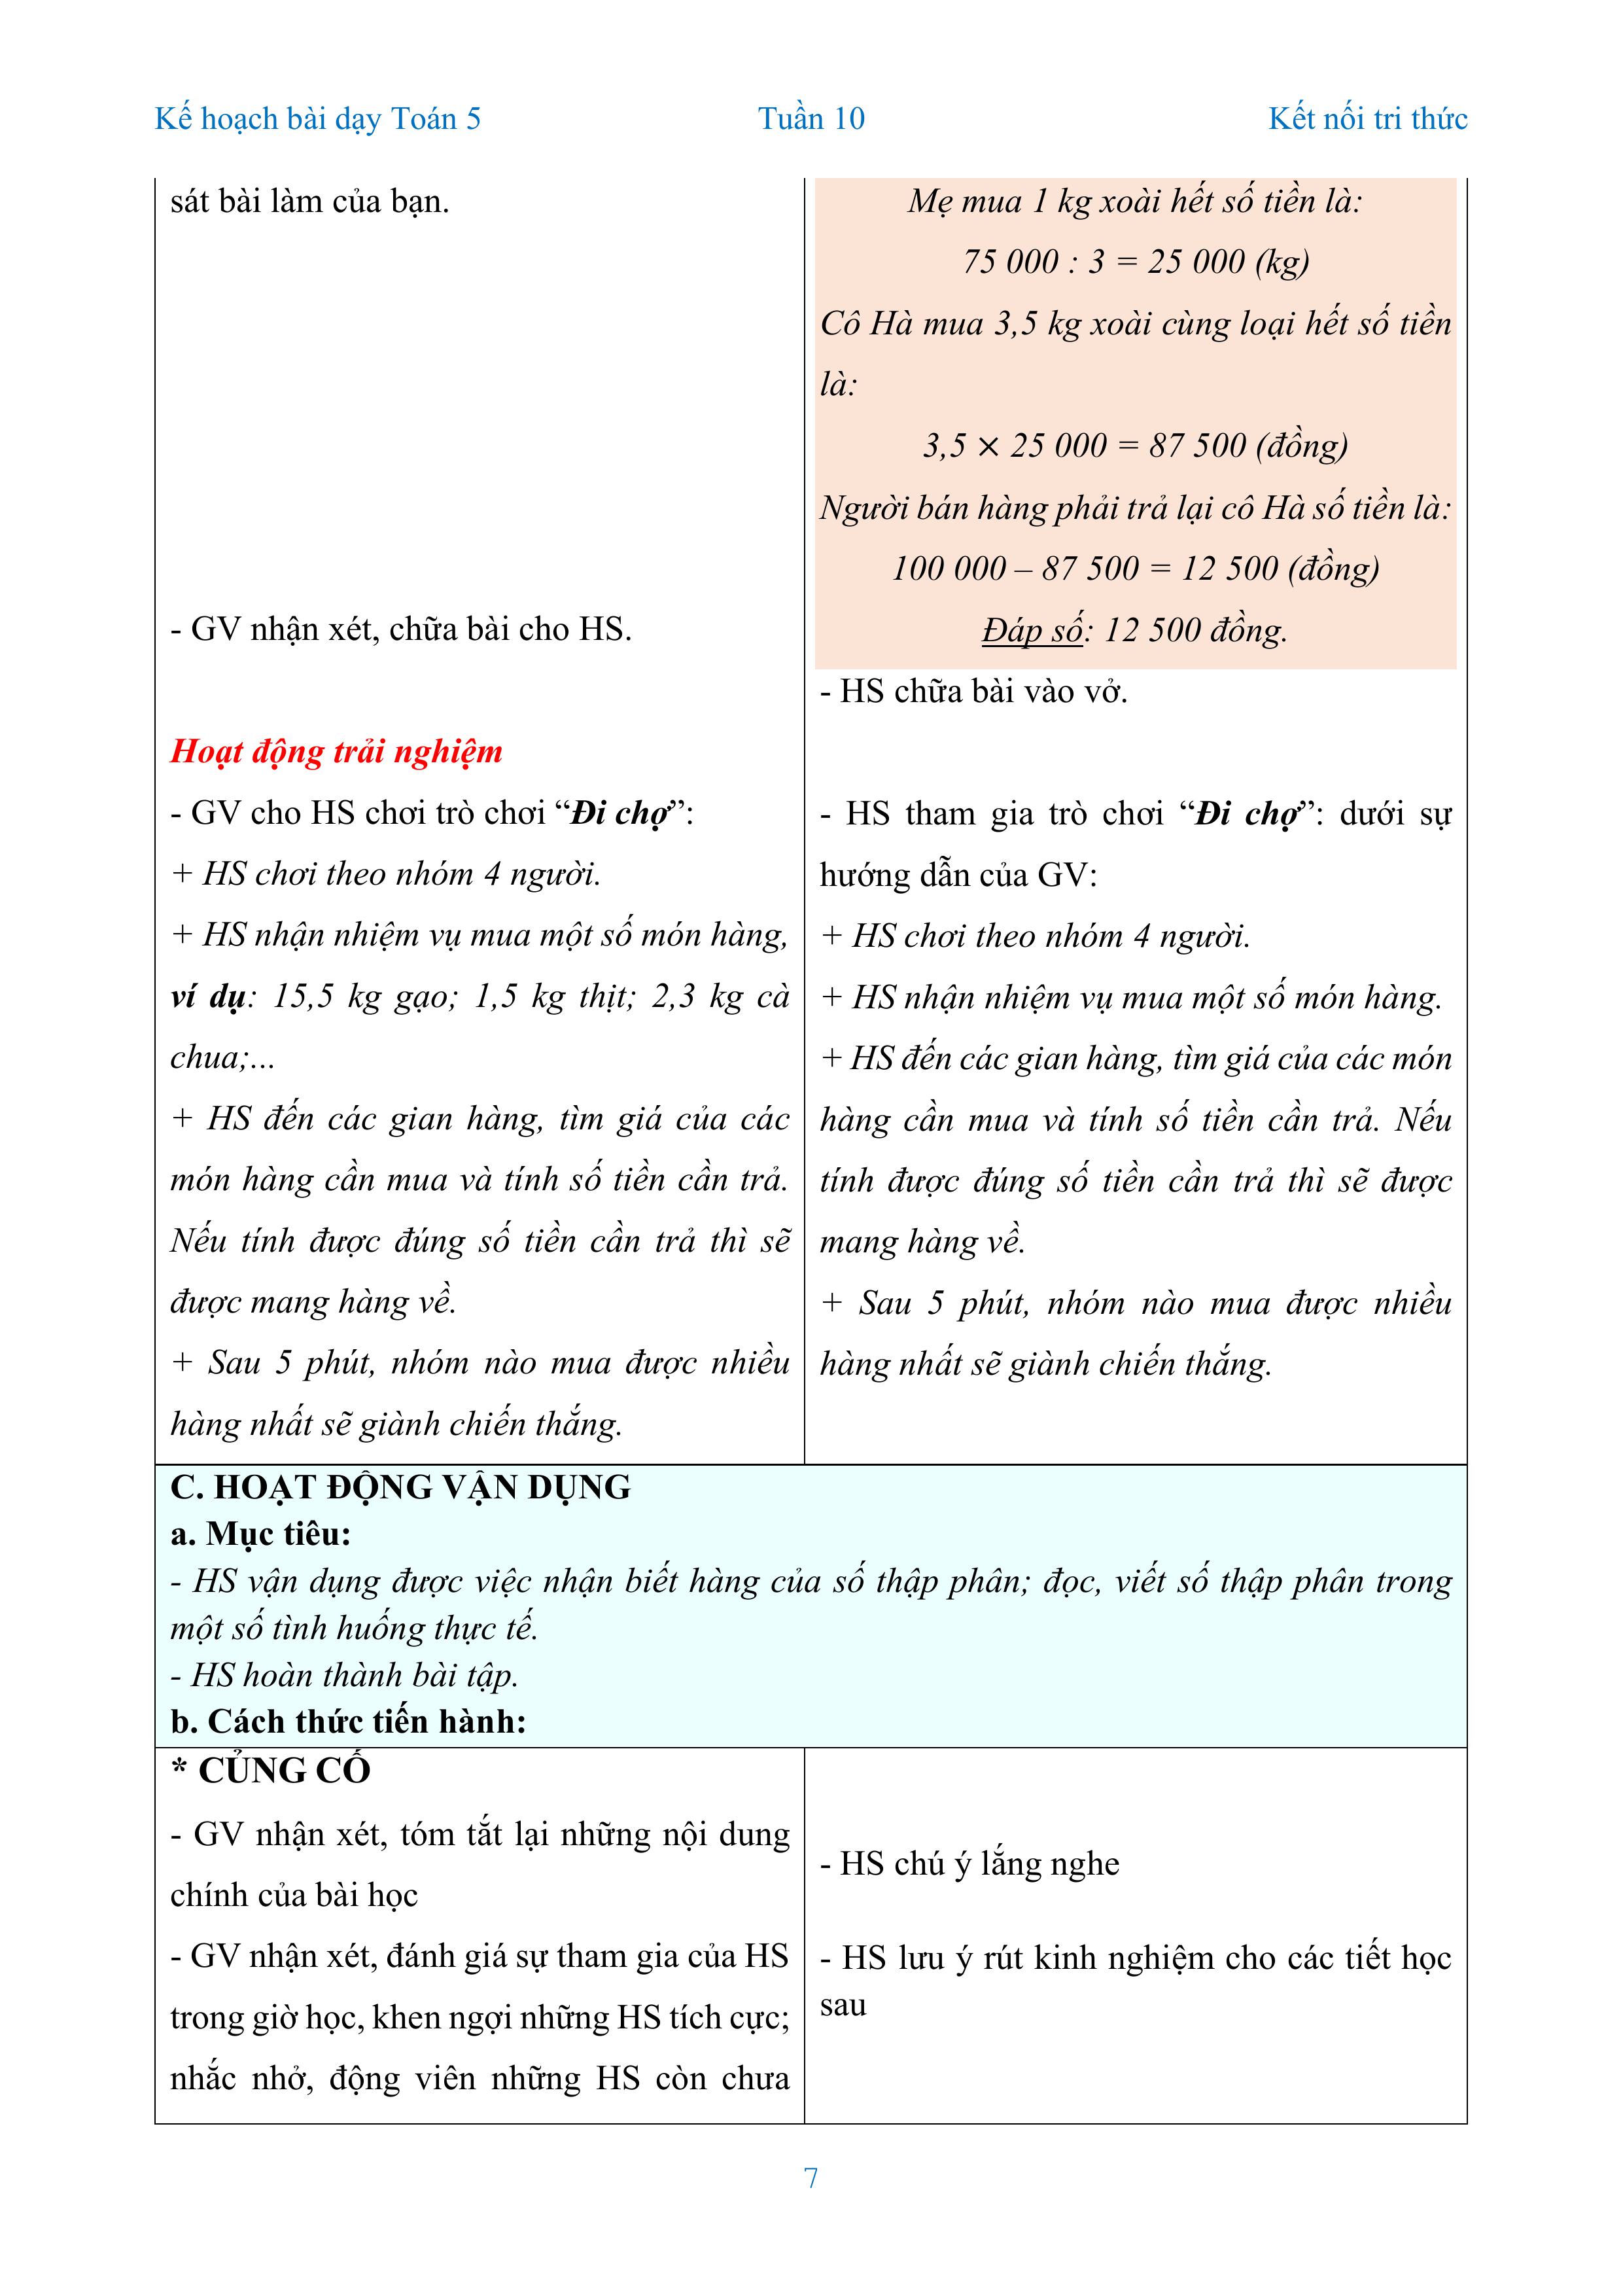 Kế hoạch bài dạy Toán 5
Tuần 10
Kết nối tri thức
sát bài làm của bạn.
- GV nhận xét, chữa bài cho HS.
Hoạt động trải nghiệm
- GV cho HS chơi trò chơi “Đi chợ”:
+ HS chơi theo nhóm 4 người.
+ HS nhận nhiệm vụ mua một số món hàng,
ví dụ: 15,5 kg gạo; 1,5 kg thịt; 2,3 kg cà
chua;...
+ HS đến các gian hàng, tìm giá của các
món hàng cần mua và tính số tiền cần trả.
Nếu tính được đúng số tiền cần trả thì sẽ
được mang hàng về.
+ Sau 5 phút, nhóm nào mua được nhiều
hàng nhất sẽ giành chiến thắng.
Mẹ mua 1 kg xoài hết số tiền là:
75 000 : 3 = 25 000 (kg)
Cô Hà mua 3,5 kg xoài cùng loại hết số tiền
là:
3,5 × 25 000 = 87 500 (đồng)
Người bán hàng phải trả lại cô Hà số tiền là:
100 000 – 87 500 = 12 500 (đồng)
Đáp số: 12 500 đồng.
- HS chữa bài vào vở.
- HS tham gia trò chơi “Đi chợ”: dưới sự
hướng dẫn của GV:
+ HS chơi theo nhóm 4 người.
+ HS nhận nhiệm vụ mua một số món hàng.
+ HS đến các gian hàng, tìm giá của các món
hàng cần mua và tính số tiền cần trả. Nếu
tính được đúng số tiền cần trả thì sẽ được
mang hàng về.
+ Sau 5 phút, nhóm nào mua được nhiều
hàng nhất sẽ giành chiến thắng.
C. HOẠT ĐỘNG VẬN DỤNG
a. Mục tiêu:
- HS vận dụng được việc nhận biết hàng của số thập phân; đọc, viết số thập phân trong
một số tình huống thực tế.
- HS hoàn thành bài tập.
b. Cách thức tiến hành:
* CỦNG CỐ
- GV nhận xét, tóm tắt lại những nội dung
chính của bài học
- GV nhận xét, đánh giá sự tham gia của HS
trong giờ học, khen ngợi những HS tích cực;
nhắc nhở, động viên những HS còn chưa
- HS chú ý lắng nghe
- HS lưu ý rút kinh nghiệm cho các tiết học
sau
7